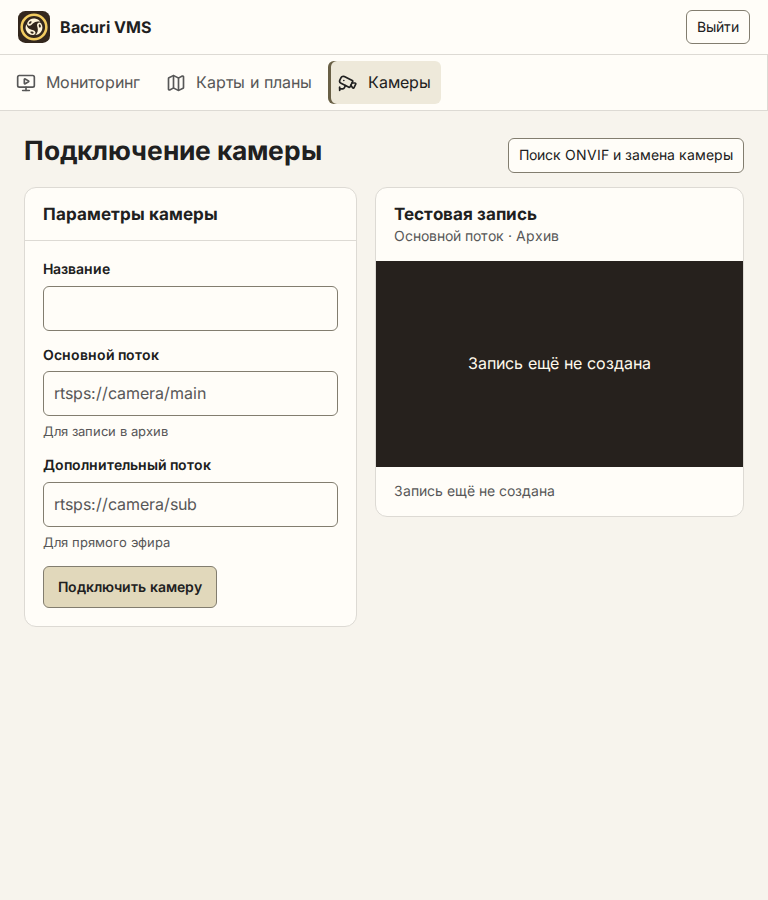 Bacuri VMS
Выйти
Мониторинг
Карты и планы
Камеры
Подключение камеры
Поиск ONVIF и замена камеры
Параметры камеры
Название
Основной поток
rtsps://camera/main
Для записи в архив
Дополнительный поток
rtsps://camera/sub
Для прямого эфира
Подключить камеру
Тестовая запись
Основной поток · Архив
Запись ещё не создана
Запись ещё не создана